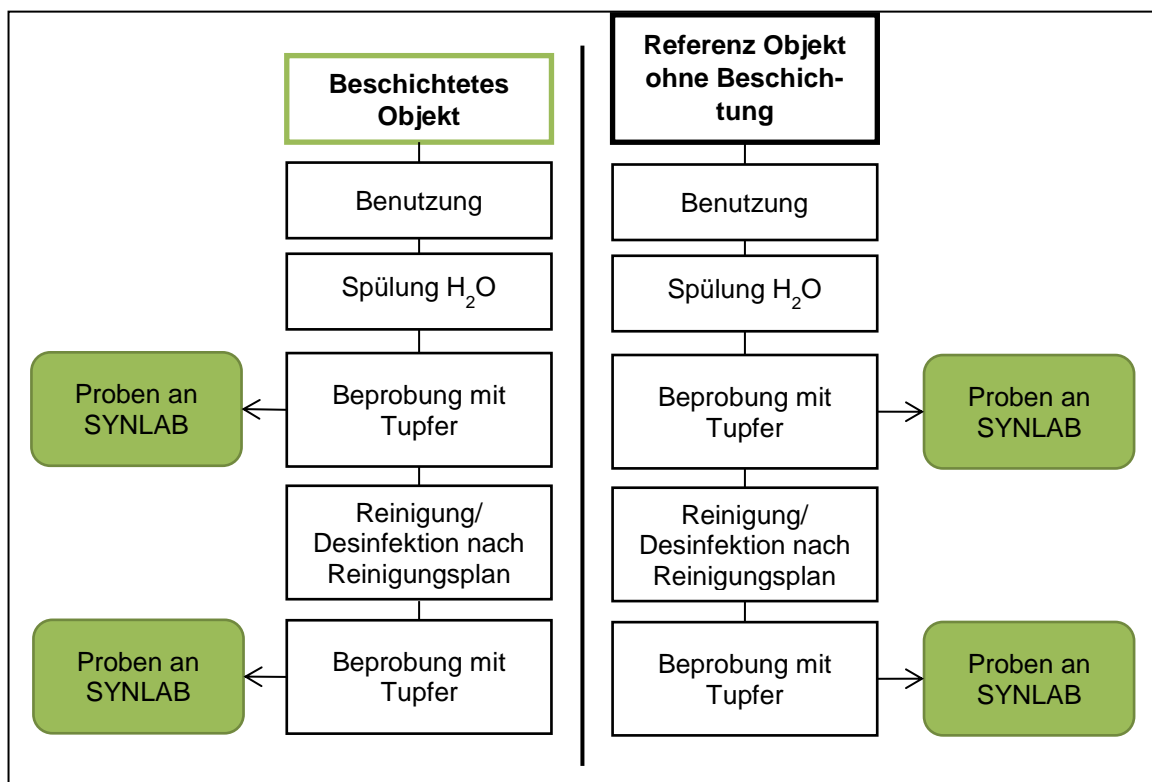 Beschichtetes
Objekt
Benutzung
Spülung H₂O
Beprobung mit
Tupfer
Proben an
SYNLAB
Reinigung/
Desinfektion nach
Reinigungsplan
Beprobung mit
Tupfer
Proben an
SYNLAB
Referenz Objekt
ohne Beschich-
tung
Benutzung
Spülung H₂O
Beprobung mit
Tupfer
Proben an
SYNLAB
Reinigung/
Desinfektion nach
Reinigungsplan
Beprobung mit
Tupfer
Proben an
SYNLAB